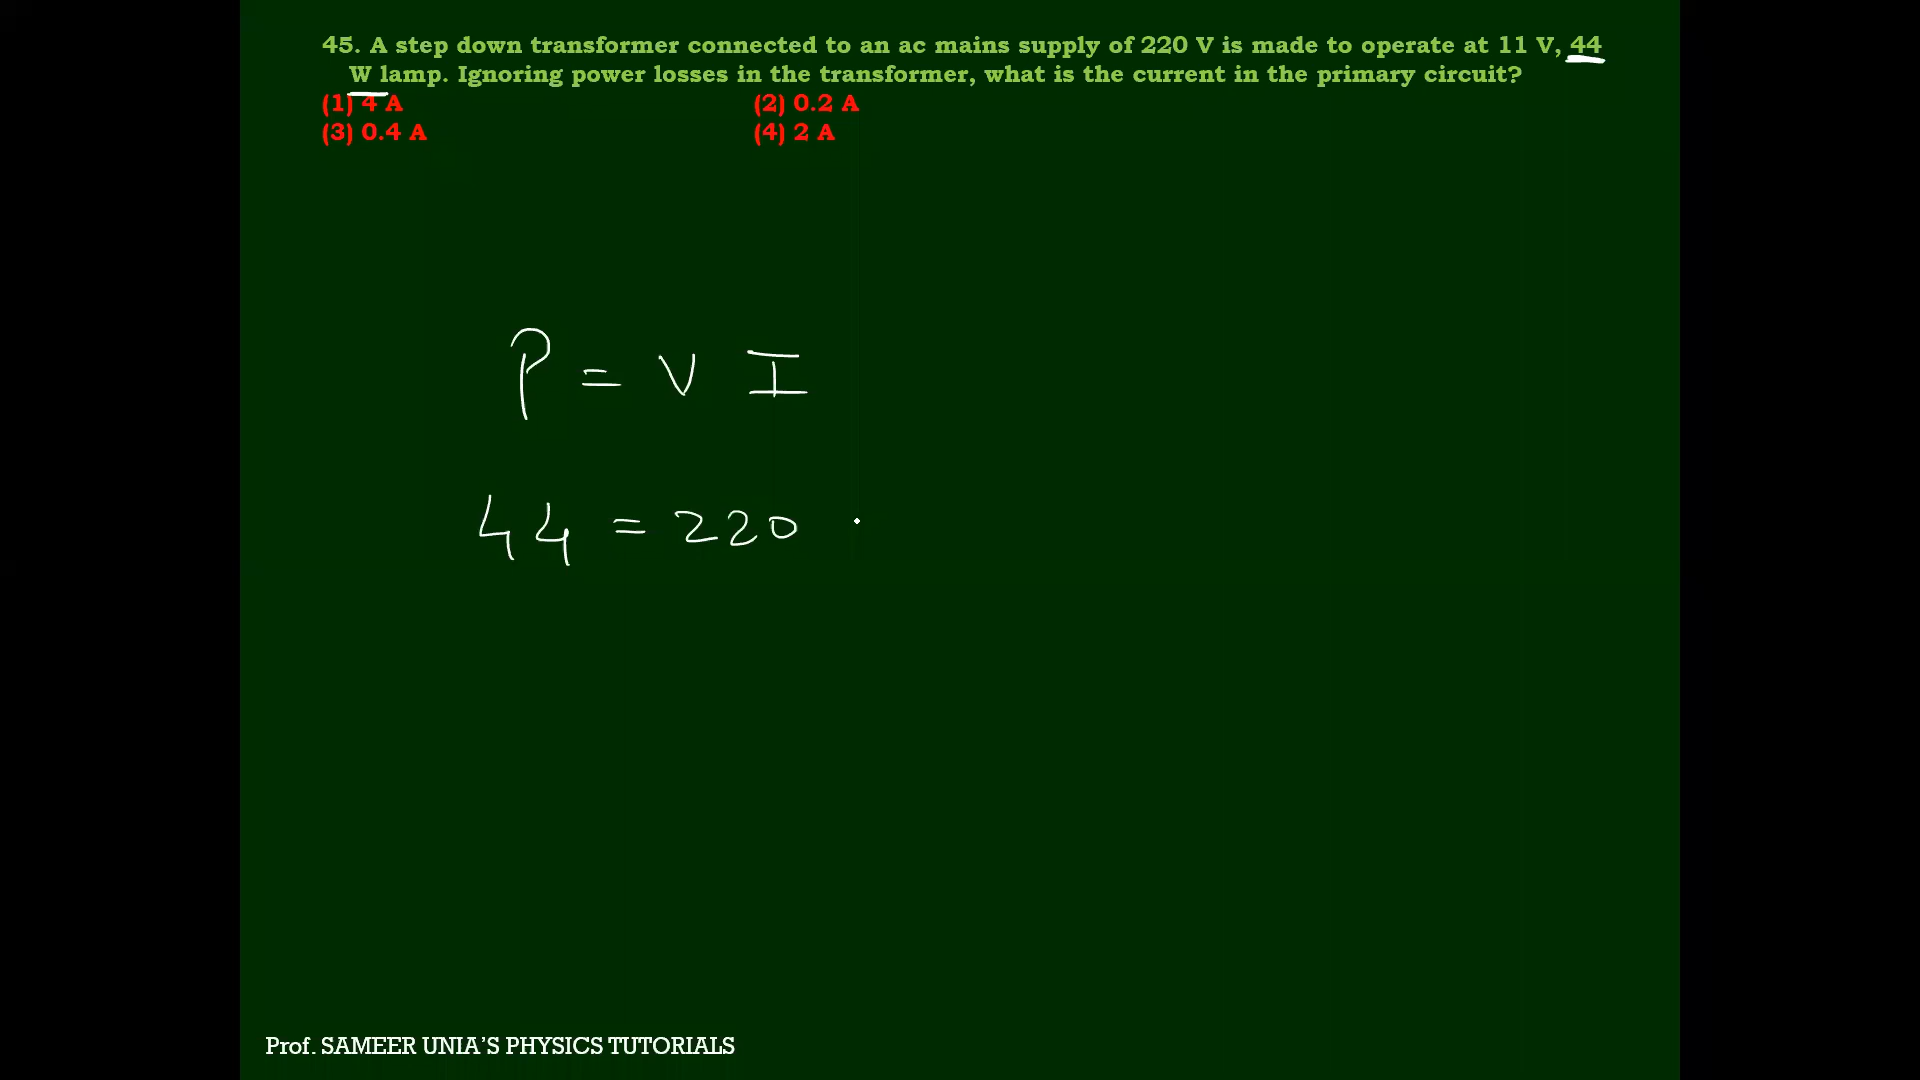 45. A step down transformer connected to an ac mains supply of 220 V is made to operate at 11 V, 44
W lamp. Ignoring power losses in the transformer, what is the current in the primary circuit?
(1) 4 A (2) 0.2 A
(3) 0.4 A (4) 2 A
P = V I
44 = 220
Prof. SAMEER UNIA'S PHYSICS TUTORIALS